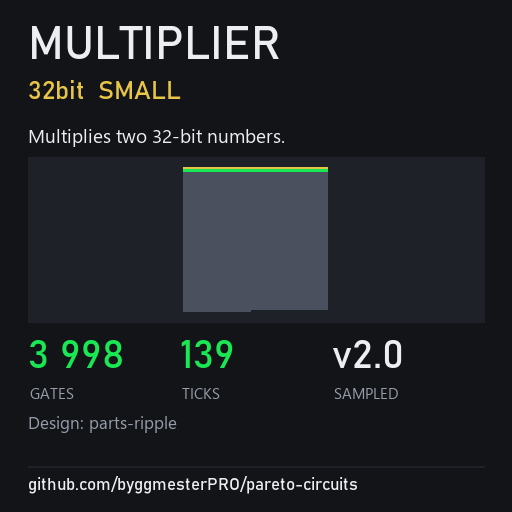 MULTIPLIER
32bit SMALL
Multiplies two 32-bit numbers.
3 998 139 v2.0
GATES TICKS SAMPLED
Design: parts-ripple
github.com/byggmesterPRO/pareto-circuits